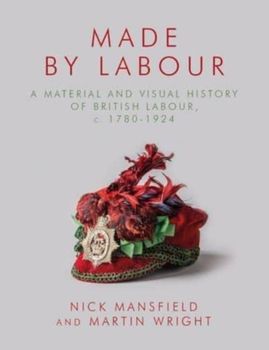 MADE
BY LABOUR
A MATERIAL AND VISUAL HISTORY
OF BRITISH LABOUR,
c. 1780-1924
NICK MANSFIELD
AND MARTIN WRIGHT